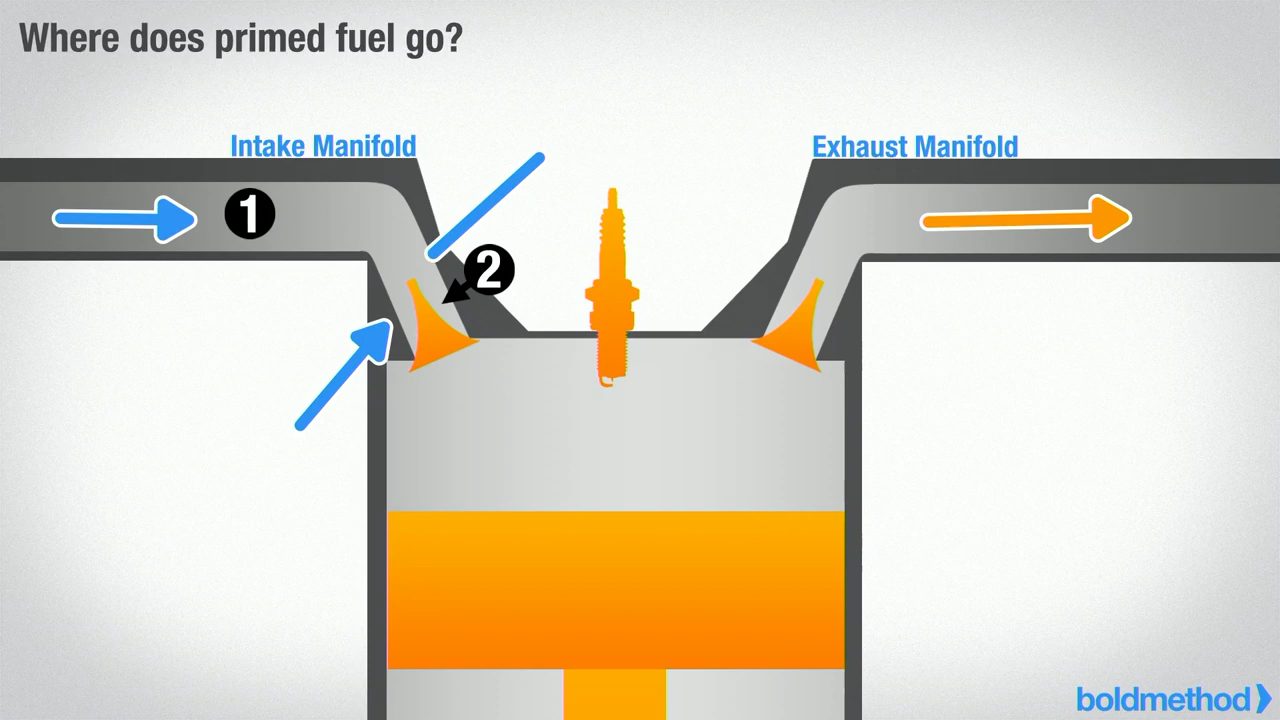 Where does primed fuel go?
Intake Manifold
Exhaust Manifold
1
2
boldmethod